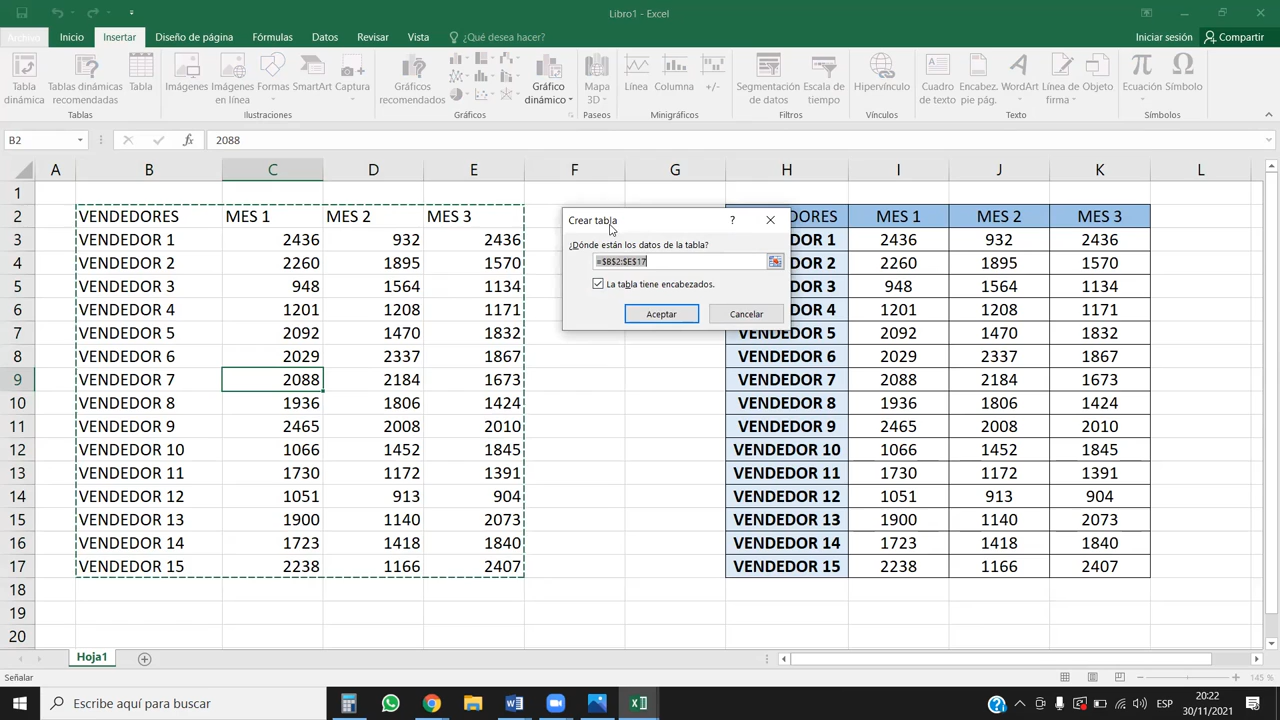 Libro1 - Excel
Archivo Inicio Insertar Diseño de página Fórmulas Datos Revisar Vista ¿Qué desea hacer? Iniciar sesión Compartir
Tabla dinámica
Tablas dinámicas recomendadas
Tabla
Imágenes
Imágenes en línea
Formas
SmartArt
Captura
Gráficos recomendados
Gráfico dinámico
Mapa 3D
Línea
Columna
+/-
Segmentación de datos
Escala de tiempo
Hipervínculo
Cuadro de texto
Encabez. pie pág.
WordArt
Línea de firma
Objeto
Ecuación
Símbolo
Tablas Ilustraciones Gráficos Paseos Minigráficos Filtros Vínculos Texto Símbolos
B2 fx 2088
A B C D E F G H I J K L
1
2 VENDEDORES MES 1 MES 2 MES 3 DORES MES 1 MES 2 MES 3
3 VENDEDOR 1 2436 932 2436 DOR 1 2436 932 2436
4 VENDEDOR 2 2260 1895 1570 DOR 2 2260 1895 1570
5 VENDEDOR 3 948 1564 1134 DOR 3 948 1564 1134
6 VENDEDOR 4 1201 1208 1171 DOR 4 1201 1208 1171
7 VENDEDOR 5 2092 1470 1832 VENDEDOR 5 2092 1470 1832
8 VENDEDOR 6 2029 2337 1867 VENDEDOR 6 2029 2337 1867
9 VENDEDOR 7 2088 2184 1673 VENDEDOR 7 2088 2184 1673
10 VENDEDOR 8 1936 1806 1424 VENDEDOR 8 1936 1806 1424
11 VENDEDOR 9 2465 2008 2010 VENDEDOR 9 2465 2008 2010
12 VENDEDOR 10 1066 1452 1845 VENDEDOR 10 1066 1452 1845
13 VENDEDOR 11 1730 1172 1391 VENDEDOR 11 1730 1172 1391
14 VENDEDOR 12 1051 913 904 VENDEDOR 12 1051 913 904
15 VENDEDOR 13 1900 1140 2073 VENDEDOR 13 1900 1140 2073
16 VENDEDOR 14 1723 1418 1840 VENDEDOR 14 1723 1418 1840
17 VENDEDOR 15 2238 1166 2407 VENDEDOR 15 2238 1166 2407
18
19
20
Crear tabla ?
¿Dónde están los datos de la tabla?
=$B$2:$E$17
La tabla tiene encabezados.
Aceptar Cancelar
Hoja1
Señalar 145 %
Escribe aquí para buscar
ESP
20:22
30/11/2021